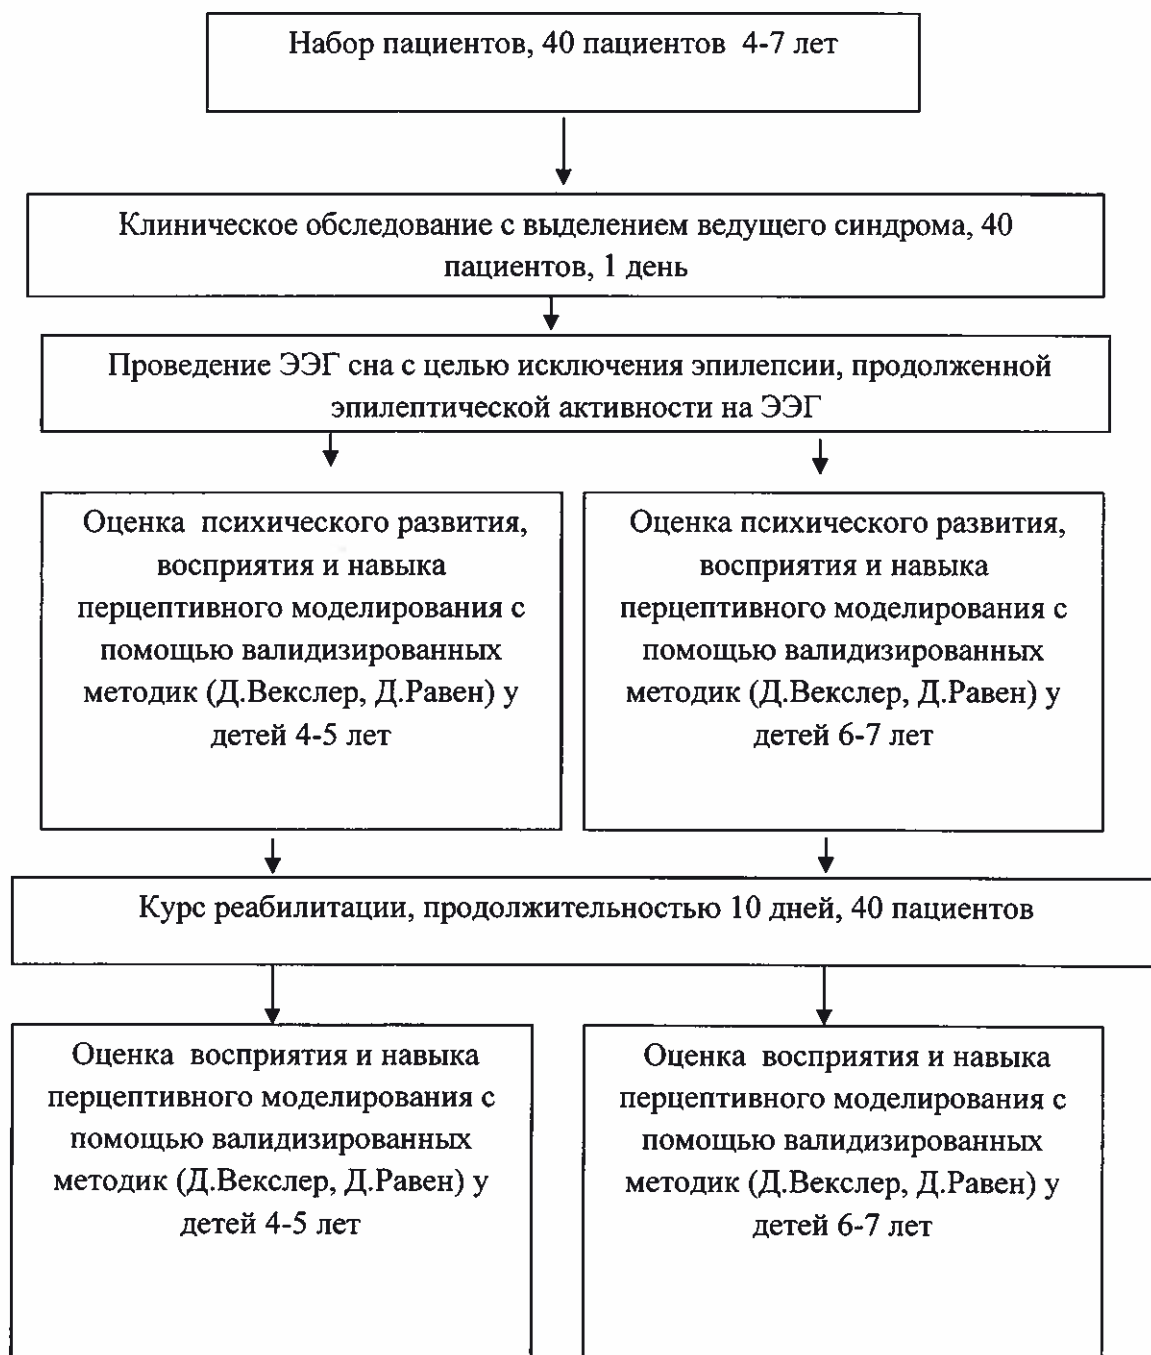 Набор пациентов, 40 пациентов 4-7 лет
Клиническое обследование с выделением ведущего синдрома, 40
пациентов, 1 день
Проведение ЭЭГ сна с целью исключения эпилепсии, продолженной
эпилептической активности на ЭЭГ
Оценка психического развития,
восприятия и навыка
перцептивного моделирования с
помощью валидизированных
методик (Д.Векслер, Д.Равен) у
детей 4-5 лет
Оценка психического развития,
восприятия и навыка
перцептивного моделирования с
помощью валидизированных
методик (Д.Векслер, Д.Равен) у
детей 6-7 лет
Курс реабилитации, продолжительностью 10 дней, 40 пациентов
Оценка восприятия и навыка
перцептивного моделирования с
помощью валидизированных
методик (Д.Векслер, Д.Равен) у
детей 4-5 лет
Оценка восприятия и навыка
перцептивного моделирования с
помощью валидизированных
методик (Д.Векслер, Д.Равен) у
детей 6-7 лет